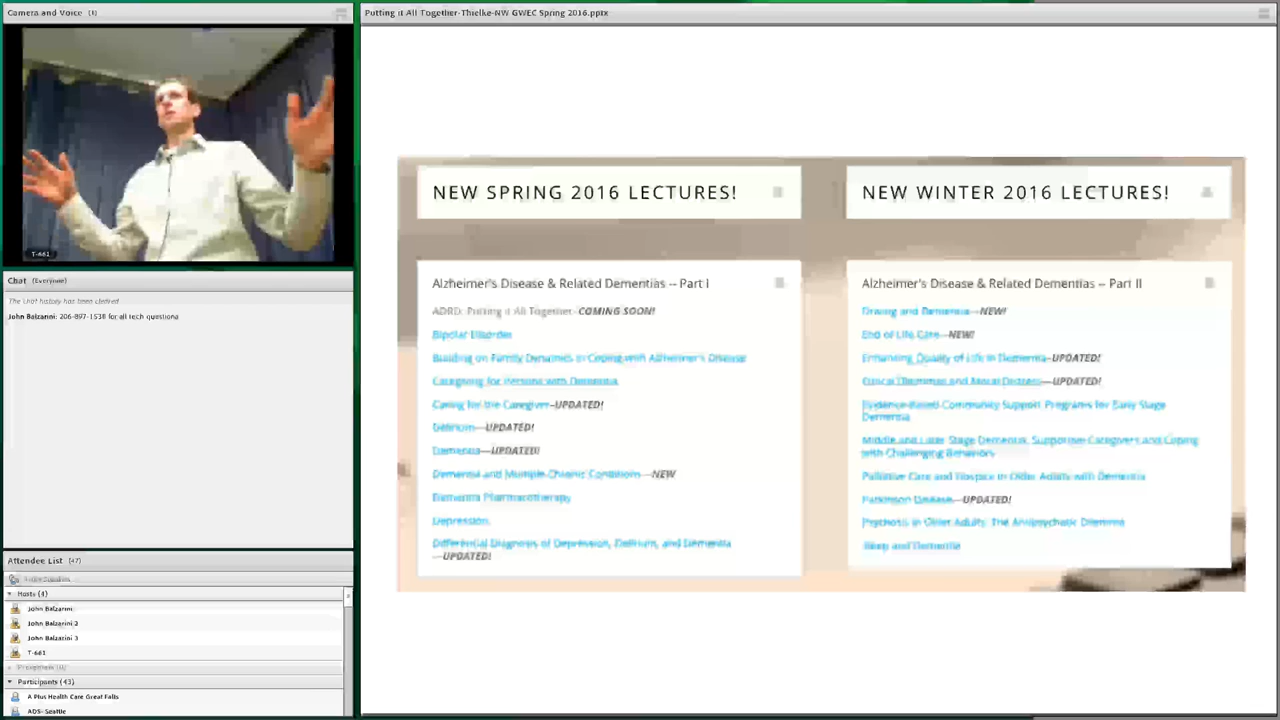 Camera and Voice (1)
T-661
Chat (Everyone)
The chat history has been cleared
John Balzarini: 206-897-1538 for all tech questions
Attendee List (47)
Active Speakers
Hosts (4)
John Balzarini
John Balzarini 2
John Balzarini 3
T-661
Presenters (0)
Participants (43)
A Plus Health Care Great Falls
ADS- Seattle
Putting it All Together-Thielke-NW GWEC Spring 2016.pptx
NEW SPRING 2016 LECTURES!
Alzheimer's Disease & Related Dementias -- Part I
ADRD: Putting it All Together- COMING SOON!
Bipolar Disorder
Building on Family Dynamics in Coping with Alzheimer's Disease
Caregiving for Persons with Dementia
Caring for the Caregiver--UPDATED!
Delirium--UPDATED!
Dementia--UPDATED!
Dementia and Multiple Chronic Conditions--NEW
Dementia Pharmacotherapy
Depression
Differential Diagnosis of Depression, Delirium, and Dementia
--UPDATED!
NEW WINTER 2016 LECTURES!
Alzheimer's Disease & Related Dementias -- Part II
Driving and Dementia--NEW!
End of Life Care--NEW!
Enhancing Quality of Life in Dementia--UPDATED!
Clinical Dilemmas and Moral Distress--UPDATED!
Evidence-Based Community Support Programs for Early Stage
Dementia
Middle and Later Stage Dementia: Supporting Caregivers and Coping
with Challenging Behaviors
Palliative Care and Hospice in Older Adults with Dementia
Parkinson Disease--UPDATED!
Psychosis in Older Adults: The Antipsychotic Dilemma
Sleep and Dementia